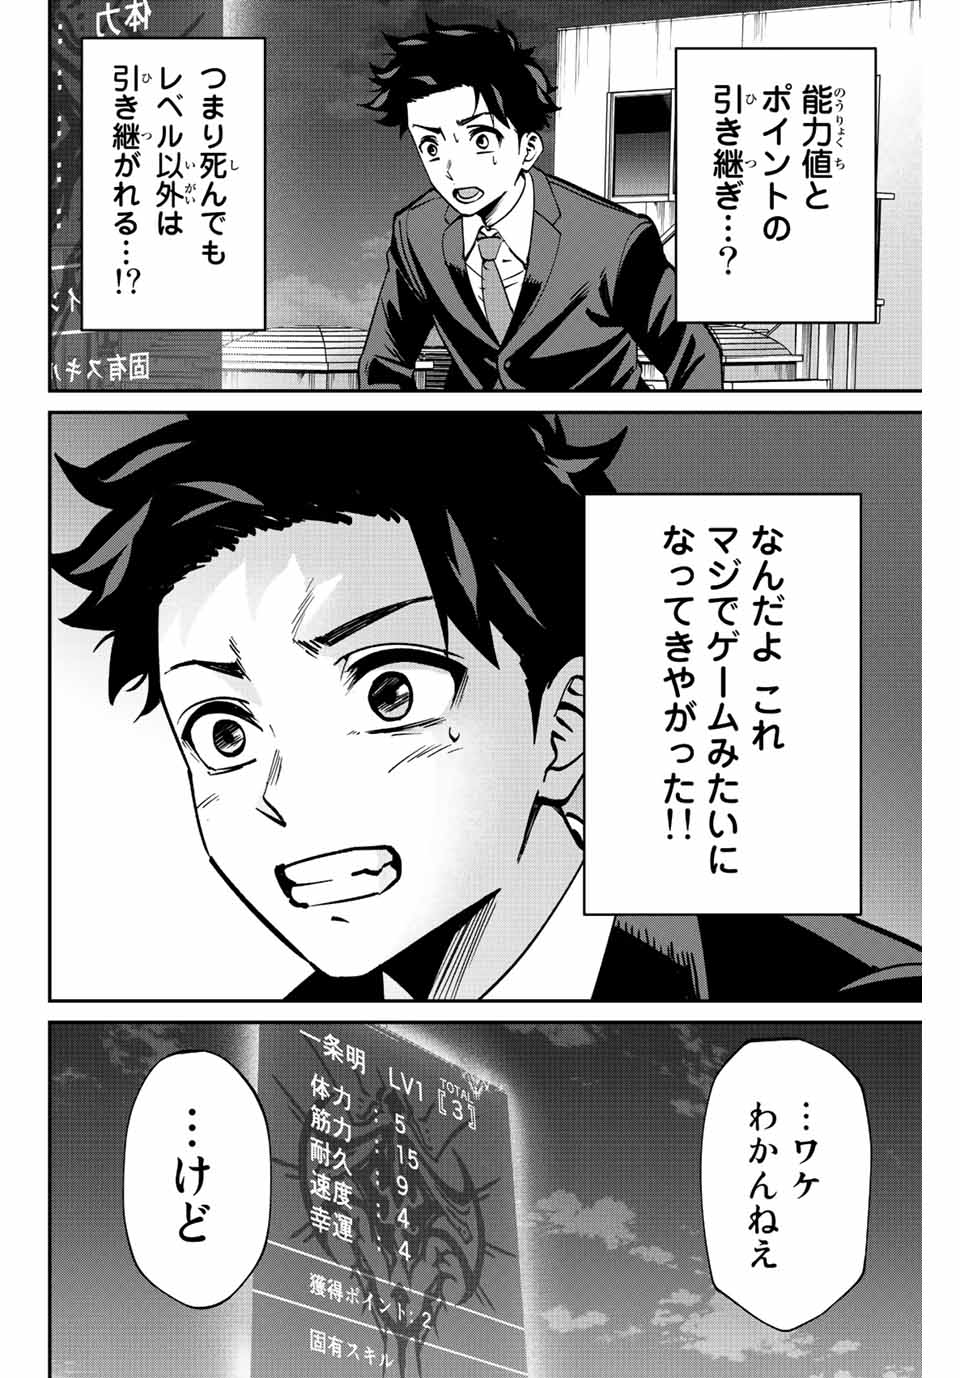 能力値と
ポイントの
引き継ぎ…?
つまり死んでも
レベル以外は
引き継がれる…!?
体力
固有スキル
なんだよ これ
マジでゲームみたいに
なってきやがった!!
…ワケ
わかんねえ
一条明 LV1 TOTAL [3]
体力 : 5
筋力 : 15
耐久 : 9
速度 : 4
幸運 : 4
獲得ポイント: 2
固有スキル
…けど